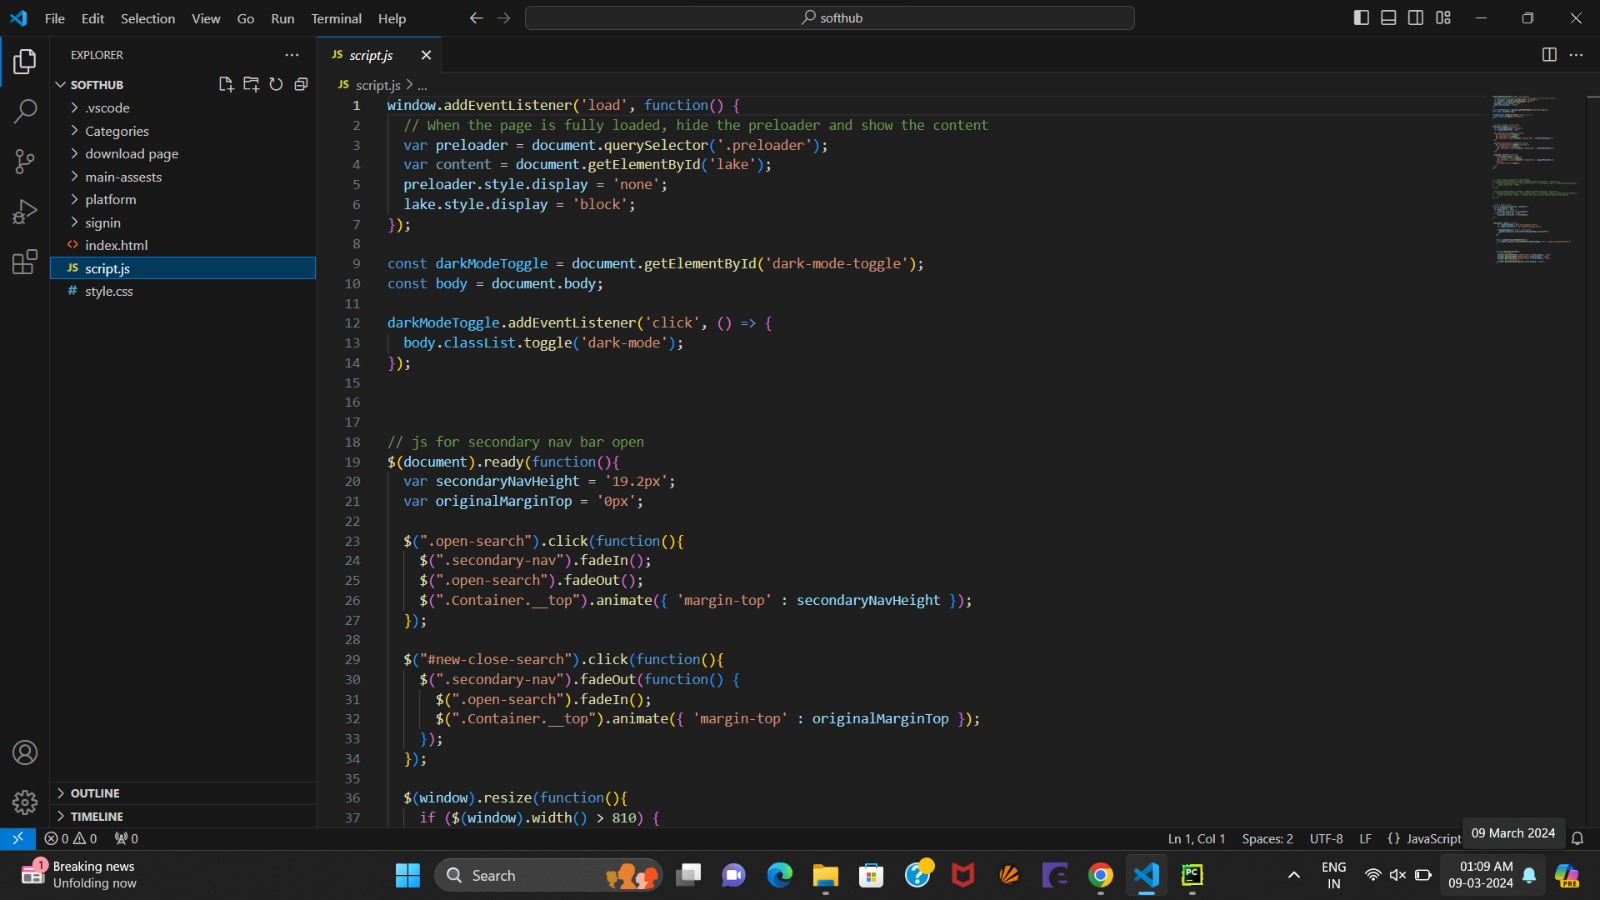 File Edit Selection View Go Run Terminal Help
softhub
EXPLORER
SOFTHUB
.vscode
Categories
download page
main-assests
platform
signin
index.html
JS script.js
# style.css
OUTLINE
TIMELINE
JS script.js
JS script.js > ...
1 window.addEventListener('load', function() {
2 // When the page is fully loaded, hide the preloader and show the content
3 var preloader = document.querySelector('.preloader');
4 var content = document.getElementById('lake');
5 preloader.style.display = 'none';
6 lake.style.display = 'block';
7 });
8
9 const darkModeToggle = document.getElementById('dark-mode-toggle');
10 const body = document.body;
11
12 darkModeToggle.addEventListener('click', () => {
13 body.classList.toggle('dark-mode');
14 });
15
16
17
18 // js for secondary nav bar open
19 $(document).ready(function(){
20 var secondaryNavHeight = '19.2px';
21 var originalMarginTop = '0px';
22
23 $(".open-search").click(function(){
24 $(".secondary-nav").fadeIn();
25 $(".open-search").fadeOut();
26 $(".Container.__top").animate({ 'margin-top' : secondaryNavHeight });
27 });
28
29 $("#new-close-search").click(function(){
30 $(".secondary-nav").fadeOut(function() {
31 $(".open-search").fadeIn();
32 $(".Container.__top").animate({ 'margin-top' : originalMarginTop });
33 });
34 });
35
36 $(window).resize(function(){
37 if ($(window).width() > 810) {
0 0 0
Ln 1, Col 1 Spaces: 2 UTF-8 LF {} JavaScript
09 March 2024
1
Breaking news
Unfolding now
Search
PC
ENG
IN
01:09 AM
09-03-2024
PRE